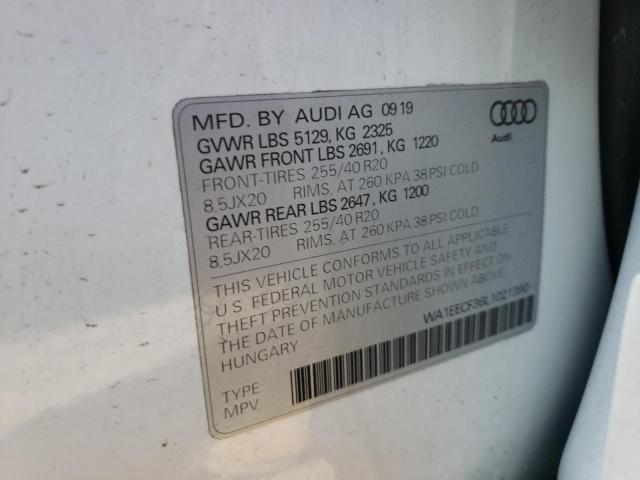 MFD. BY AUDI AG 09 19
GVWR LBS 5129, KG 2325
GAWR FRONT LBS 2691, KG 1220
FRONT-TIRES 255/40 R20
8,5JX20 RIMS, AT 260 KPA 38 PSI COLD
GAWR REAR LBS 2647, KG 1200
REAR-TIRES 255/40 R20
8,5JX20 RIMS, AT 260 KPA 38 PSI COLD
THIS VEHICLE CONFORMS TO ALL APPLICABLE
U.S. FEDERAL MOTOR VEHICLE SAFETY AND
THEFT PREVENTION STANDARDS IN EFFECT ON
THE DATE OF MANUFACTURE SHOWN ABOVE.
HUNGARY
WA1EECF36L1021390
TYPE
MPV
Audi